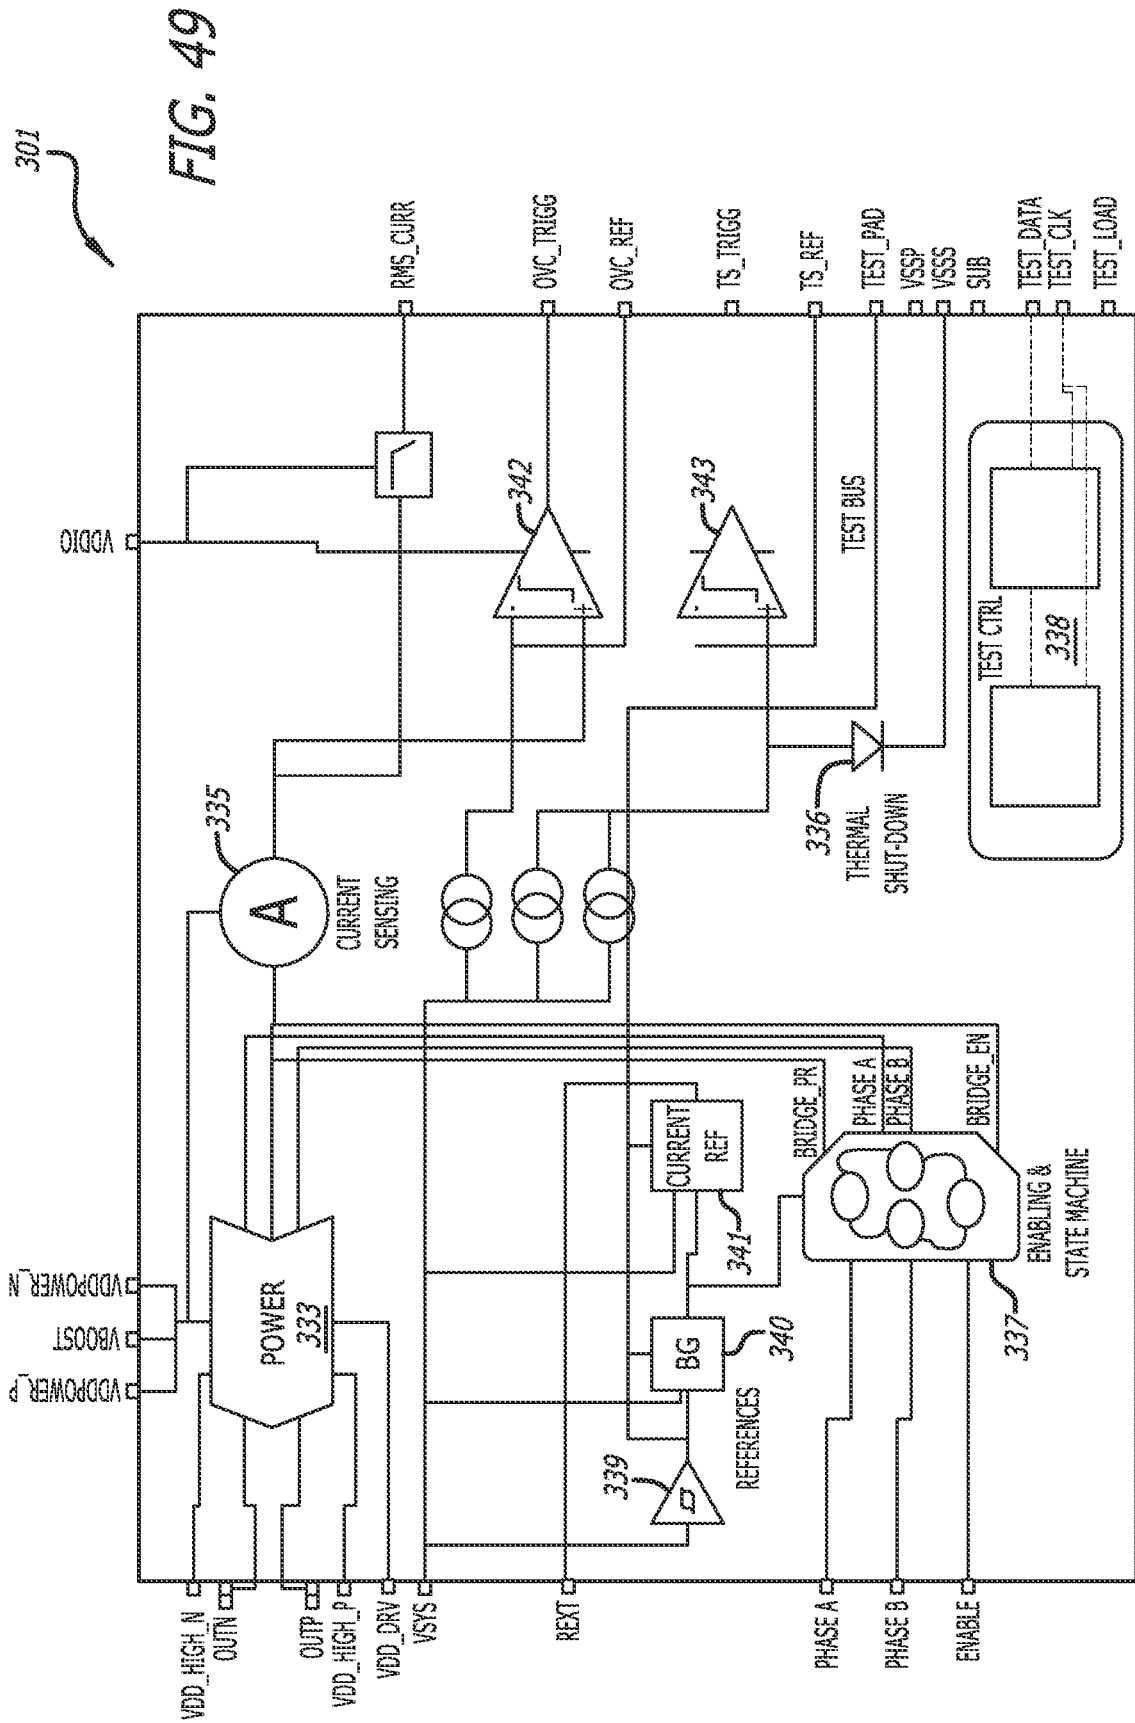 FIG. 49
301
VDDPOWER_P
VBOOST
VDDPOWER_N
VDDIO
VDD_HIGH_N
OUTN
OUTP
VDD_HIGH_P
VDD_DRV
VSYS
REXT
PHASE A
PHASE B
ENABLE
POWER
333
A
335
CURRENT
SENSING
339
BG
340
REFERENCES
CURRENT
REF
341
BRIDGE_PR
PHASE A
PHASE B
BRIDGE_EN
337
ENABLING &
STATE MACHINE
342
-
+
343
-
+
TEST BUS
336
THERMAL
SHUT-DOWN
TEST CTRL
338
RMS_CURR
OVC_TRIGG
OVC_REF
TS_TRIGG
TS_REF
TEST_PAD
VSSP
VSSS
SUB
TEST_DATA
TEST_CLK
TEST_LOAD